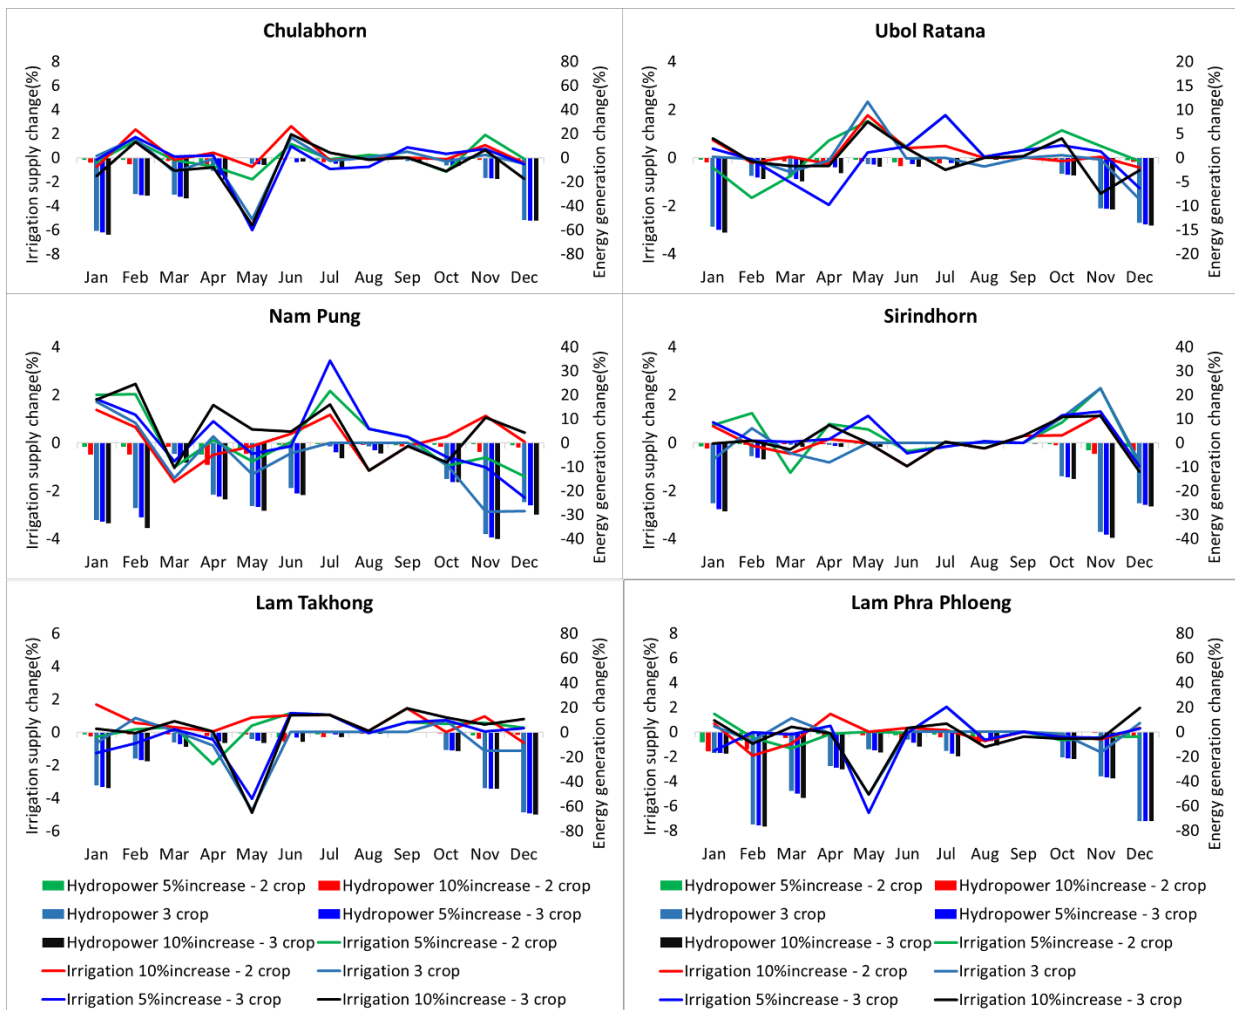 Chulabhorn
Irrigation supply change(%)
8
6
4
2
0
-2
-4
-6
-8
80
60
40
20
0
-20
-40
-60
-80
Energy generation change(%)
Jan Feb Mar Apr May Jun Jul Aug Sep Oct Nov Dec
Ubol Ratana
Irrigation supply change(%)
4
2
0
-2
-4
20
15
10
5
0
-5
-10
15
20
Energy generation change(%)
Jan Feb Mar Apr May Jun Jul Aug Sep Oct Nov Dec
Nam Pung
Irrigation supply change(%)
4
2
0
-2
-4
40
30
20
10
0
-10
-20
-30
-40
Energy generation change(%)
Jan Feb Mar Apr May Jun Jul Aug Sep Oct Nov Dec
Sirindhorn
Irrigation supply change(%)
4
2
0
-2
-4
40
30
20
10
0
-10
-20
-30
-40
Energy generation change(%)
Jan Feb Mar Apr May Jun Jul Aug Sep Oct Nov Dec
Lam Takhong
Irrigation supply change(%)
6
4
2
0
-2
-4
-6
80
60
40
20
0
-20
-40
-60
-80
Energy generation change(%)
Jan Feb Mar Apr May Jun Jul Aug Sep Oct Nov Dec
Hydropower 5%increase - 2 crop
Hydropower 10%increase - 2 crop
Hydropower 3 crop
Hydropower 5%increase - 3 crop
Hydropower 10%increase - 3 crop
Irrigation 5%increase - 2 crop
Irrigation 10%increase - 2 crop
Irrigation 3 crop
Irrigation 5%increase - 3 crop
Irrigation 10%increase - 3 crop
Lam Phra Phloeng
Irrigation supply change(%)
8
6
4
2
0
-2
-4
-6
-8
80
60
40
20
0
-20
-40
-60
-80
Energy generation change(%)
Jan Feb Mar Apr May Jun Jul Aug Sep Oct Nov Dec
Hydropower 5%increase - 2 crop
Hydropower 10%increase - 2 crop
Hydropower 3 crop
Hydropower 5%increase - 3 crop
Hydropower 10%increase - 3 crop
Irrigation 5%increase - 2 crop
Irrigation 10%increase - 2 crop
Irrigation 3 crop
Irrigation 5%increase - 3 crop
Irrigation 10%increase - 3 crop